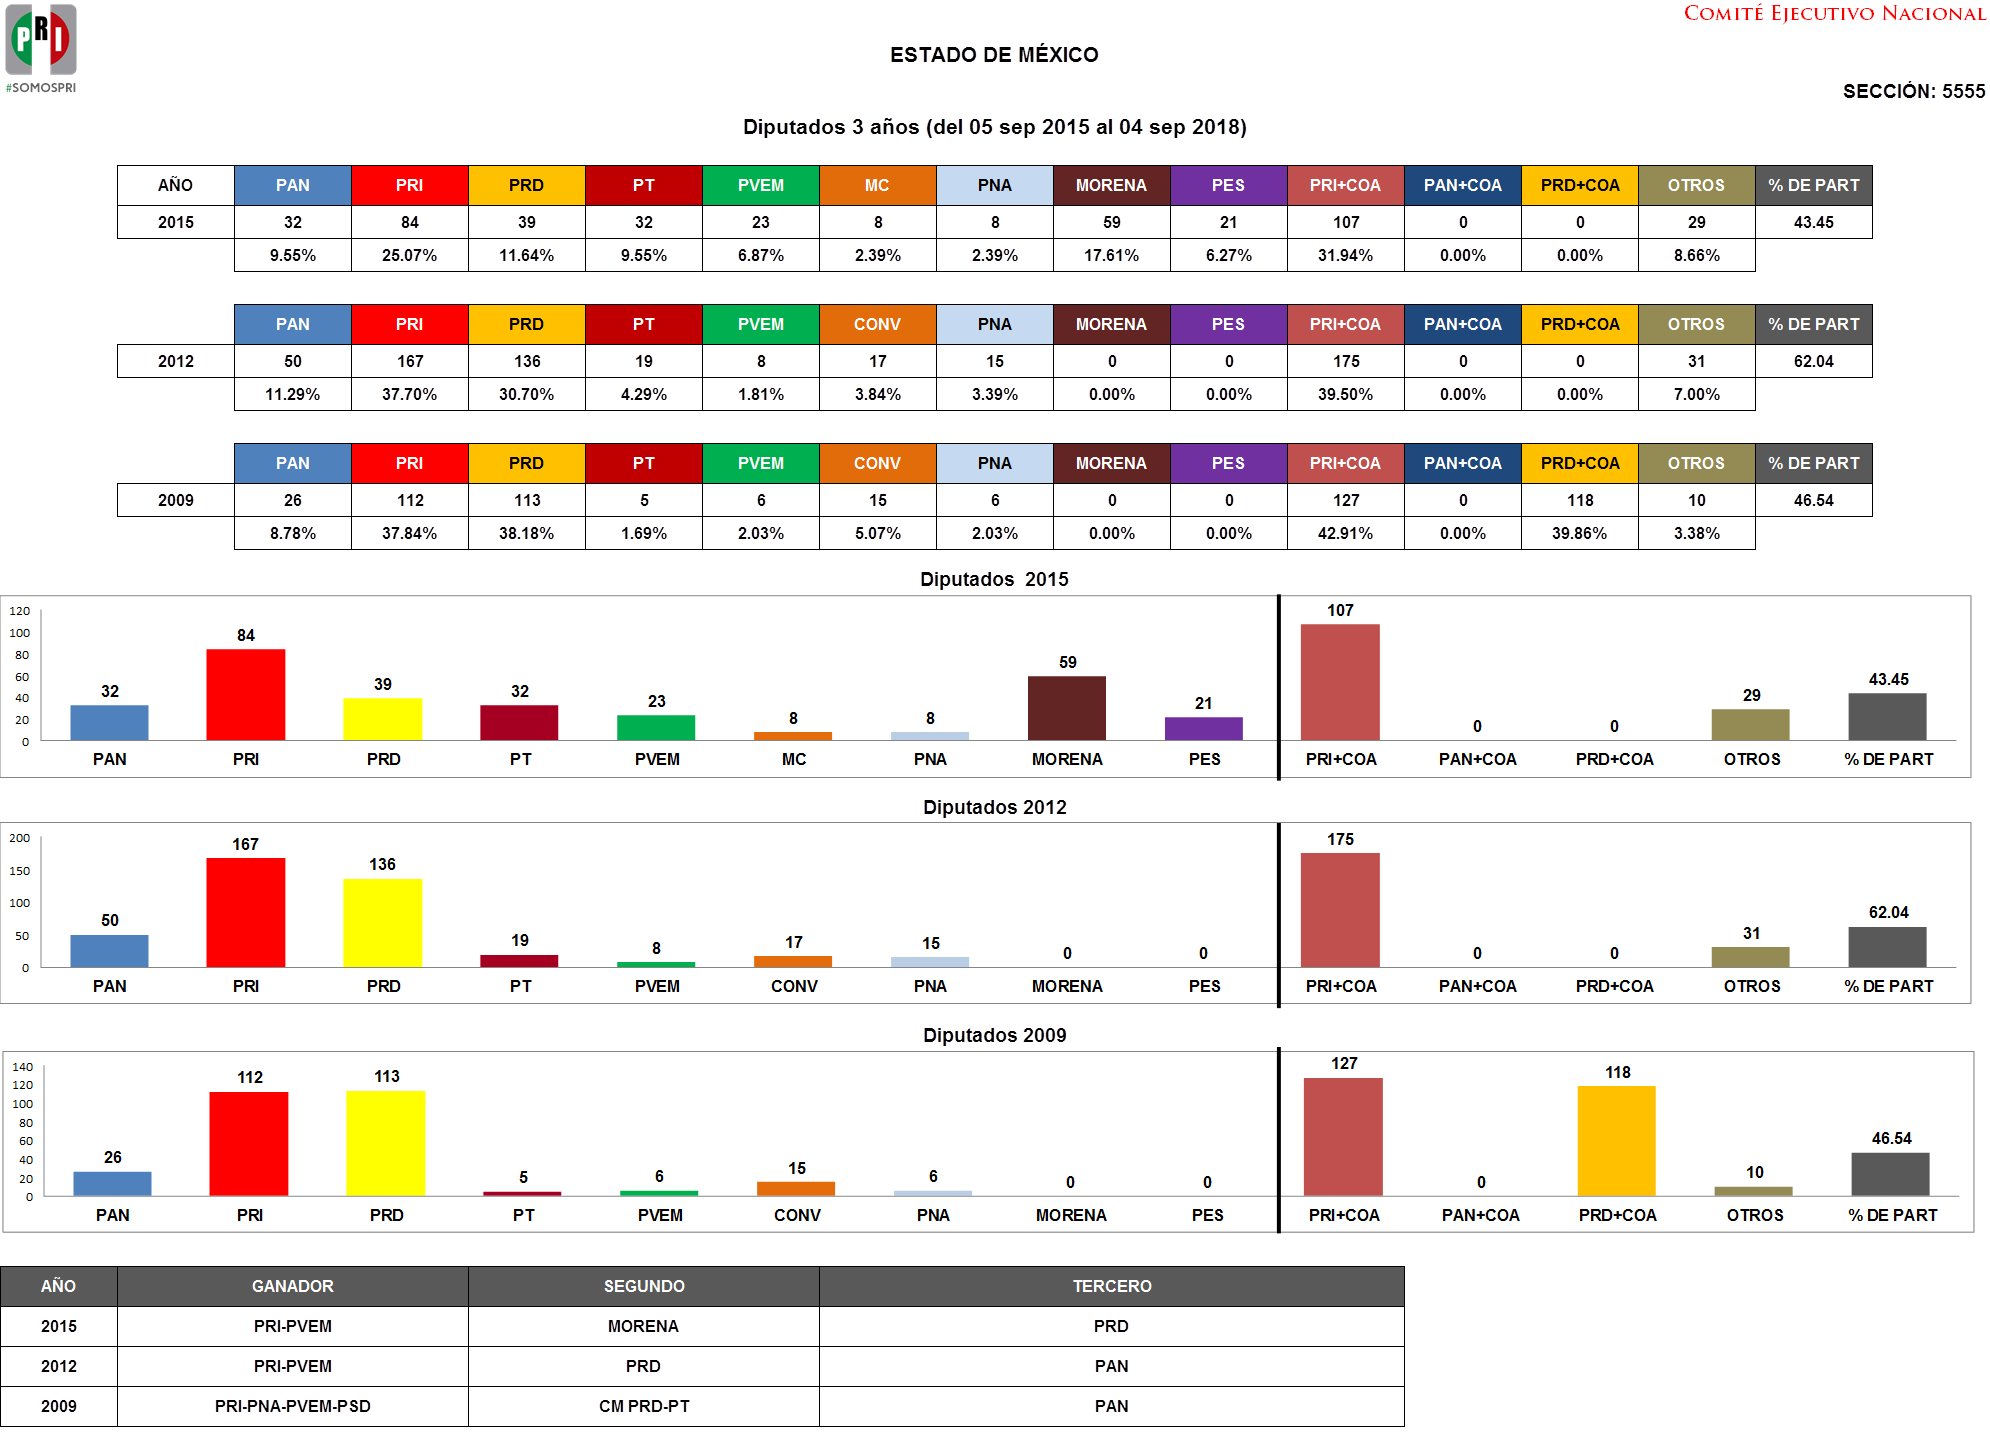 PRI
#SOMOSPRI
COMITÉ EJECUTIVO NACIONAL
ESTADO DE MÉXICO
SECCIÓN: 5555
Diputados 3 años (del 05 sep 2015 al 04 sep 2018)
AÑO PAN PRI PRD PT PVEM MC PNA MORENA PES PRI+COA PAN+COA PRD+COA OTROS % DE PART
2015 32 84 39 32 23 8 8 59 21 107 0 0 29 43.45
9.55% 25.07% 11.64% 9.55% 6.87% 2.39% 2.39% 17.61% 6.27% 31.94% 0.00% 0.00% 8.66%
PAN PRI PRD PT PVEM CONV PNA MORENA PES PRI+COA PAN+COA PRD+COA OTROS % DE PART
2012 50 167 136 19 8 17 15 0 0 175 0 0 31 62.04
11.29% 37.70% 30.70% 4.29% 1.81% 3.84% 3.39% 0.00% 0.00% 39.50% 0.00% 0.00% 7.00%
PAN PRI PRD PT PVEM CONV PNA MORENA PES PRI+COA PAN+COA PRD+COA OTROS % DE PART
2009 26 112 113 5 6 15 6 0 0 127 0 118 10 46.54
8.78% 37.84% 38.18% 1.69% 2.03% 5.07% 2.03% 0.00% 0.00% 42.91% 0.00% 39.86% 3.38%
Diputados 2015
120
100
80
60
40
20
0
32 84 39 32 23 8 8 59 21 107 0 0 29 43.45
PAN PRI PRD PT PVEM MC PNA MORENA PES PRI+COA PAN+COA PRD+COA OTROS % DE PART
Diputados 2012
200
150
100
50
0
50 167 136 19 8 17 15 0 0 175 0 0 31 62.04
PAN PRI PRD PT PVEM CONV PNA MORENA PES PRI+COA PAN+COA PRD+COA OTROS % DE PART
Diputados 2009
140
120
100
80
60
40
20
0
26 112 113 5 6 15 6 0 0 127 0 118 10 46.54
PAN PRI PRD PT PVEM CONV PNA MORENA PES PRI+COA PAN+COA PRD+COA OTROS % DE PART
AÑO GANADOR SEGUNDO TERCERO
2015 PRI-PVEM MORENA PRD
2012 PRI-PVEM PRD PAN
2009 PRI-PNA-PVEM-PSD CM PRD-PT PAN